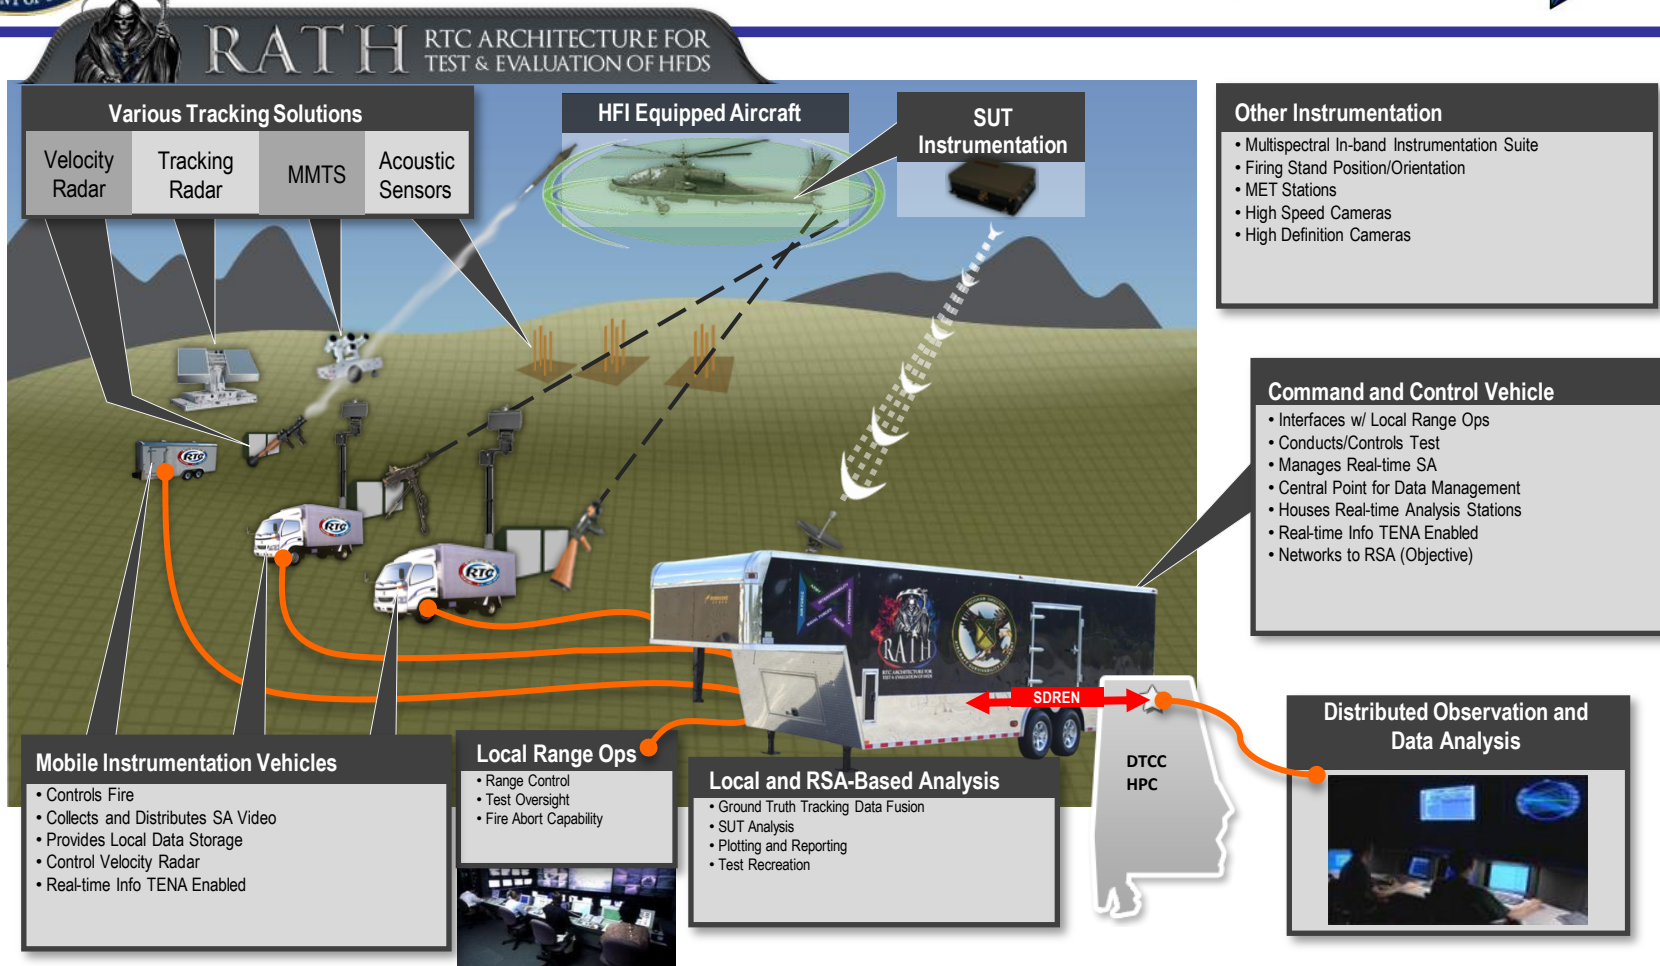 RATH
RTC ARCHITECTURE FOR
TEST & EVALUATION OF HFDS
Various Tracking Solutions
Velocity
Radar
Tracking
Radar
MMTS
Acoustic
Sensors
HFI Equipped Aircraft
SUT
Instrumentation
Other Instrumentation
• Multispectral In-band Instrumentation Suite
• Firing Stand Position/Orientation
• MET Stations
• High Speed Cameras
• High Definition Cameras
Command and Control Vehicle
• Interfaces w/ Local Range Ops
• Conducts/Controls Test
• Manages Real-time SA
• Central Point for Data Management
• Houses Real-time Analysis Stations
• Real-time Info TENA Enabled
• Networks to RSA (Objective)
RTC
RTC
RTC
RATH
RTC ARCHITECTURE FOR
TEST & EVALUATION OF HFDS
SDREN
DTCC
HPC
Mobile Instrumentation Vehicles
• Controls Fire
• Collects and Distributes SA Video
• Provides Local Data Storage
• Control Velocity Radar
• Real-time Info TENA Enabled
Local Range Ops
• Range Control
• Test Oversight
• Fire Abort Capability
Local and RSA-Based Analysis
• Ground Truth Tracking Data Fusion
• SUT Analysis
• Plotting and Reporting
• Test Recreation
Distributed Observation and
Data Analysis